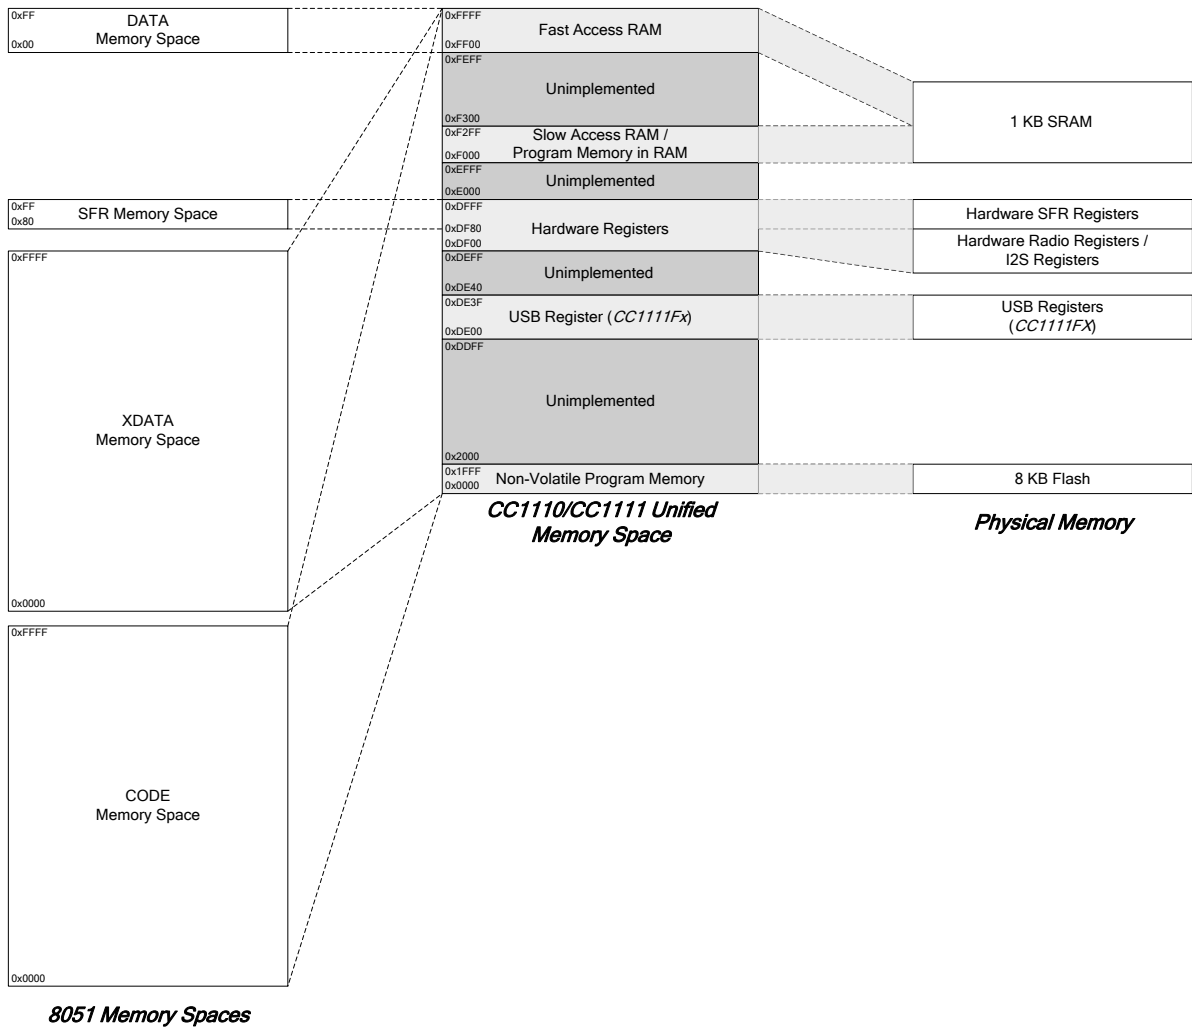 0xFF
DATA
Memory Space
0x00
0xFF
SFR Memory Space
0x80
0xFFFF
XDATA
Memory Space
0x0000
0xFFFF
CODE
Memory Space
0x0000
8051 Memory Spaces
0xFFFF
Fast Access RAM
0xFF00
0xFEFF
Unimplemented
0xF300
0xF2FF
Slow Access RAM /
Program Memory in RAM
0xF000
0xEFFF
Unimplemented
0xE000
0xDFFF
Hardware Registers
0xDF80
0xDF00
0xDEFF
Unimplemented
0xDE40
0xDE3F
USB Register (CC1111Fx)
0xDE00
0xDDFF
Unimplemented
0x2000
0x1FFF
Non-Volatile Program Memory
0x0000
CC1110/CC1111 Unified
Memory Space
1 KB SRAM
Hardware SFR Registers
Hardware Radio Registers /
I2S Registers
USB Registers
(CC1111FX)
8 KB Flash
Physical Memory